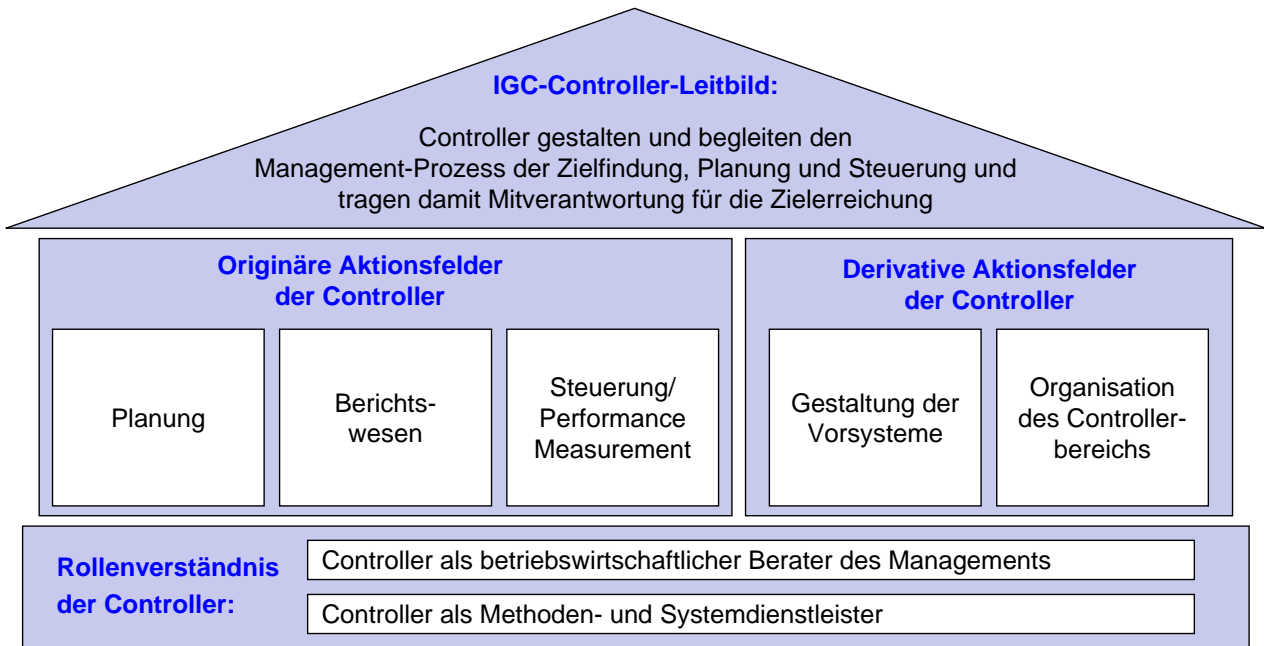 IGC-Controller-Leitbild:
Controller gestalten und begleiten den
Management-Prozess der Zielfindung, Planung und Steuerung und
tragen damit Mitverantwortung für die Zielerreichung
Originäre Aktionsfelder
der Controller
Planung
Berichts-
wesen
Steuerung/
Performance
Measurement
Derivative Aktionsfelder
der Controller
Gestaltung der
Vorsysteme
Organisation
des Controller-
bereichs
Rollenverständnis
der Controller:
Controller als betriebswirtschaftlicher Berater des Managements
Controller als Methoden- und Systemdienstleister